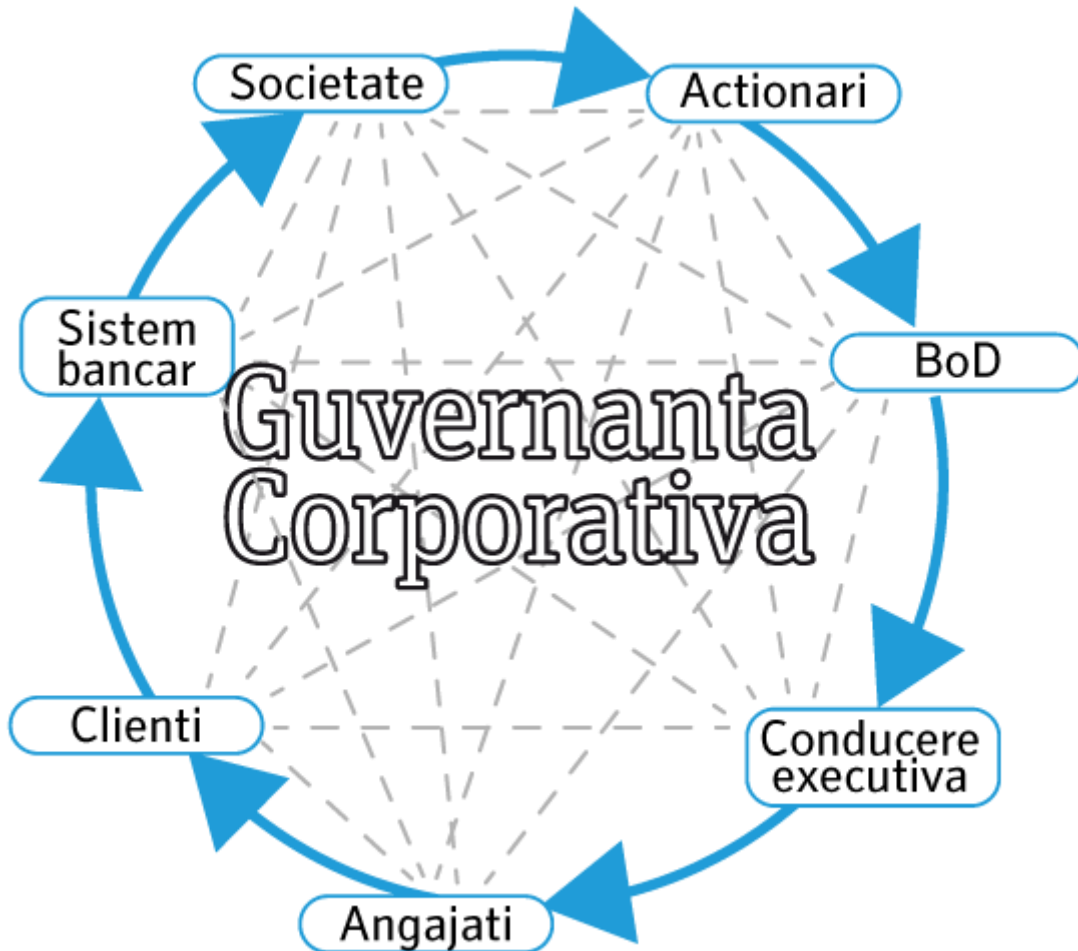 Societate
Actionari
Sistem
bancar
BoD
Guvernanta
Corporativa
Clienti
Conducere
executiva
Angajati